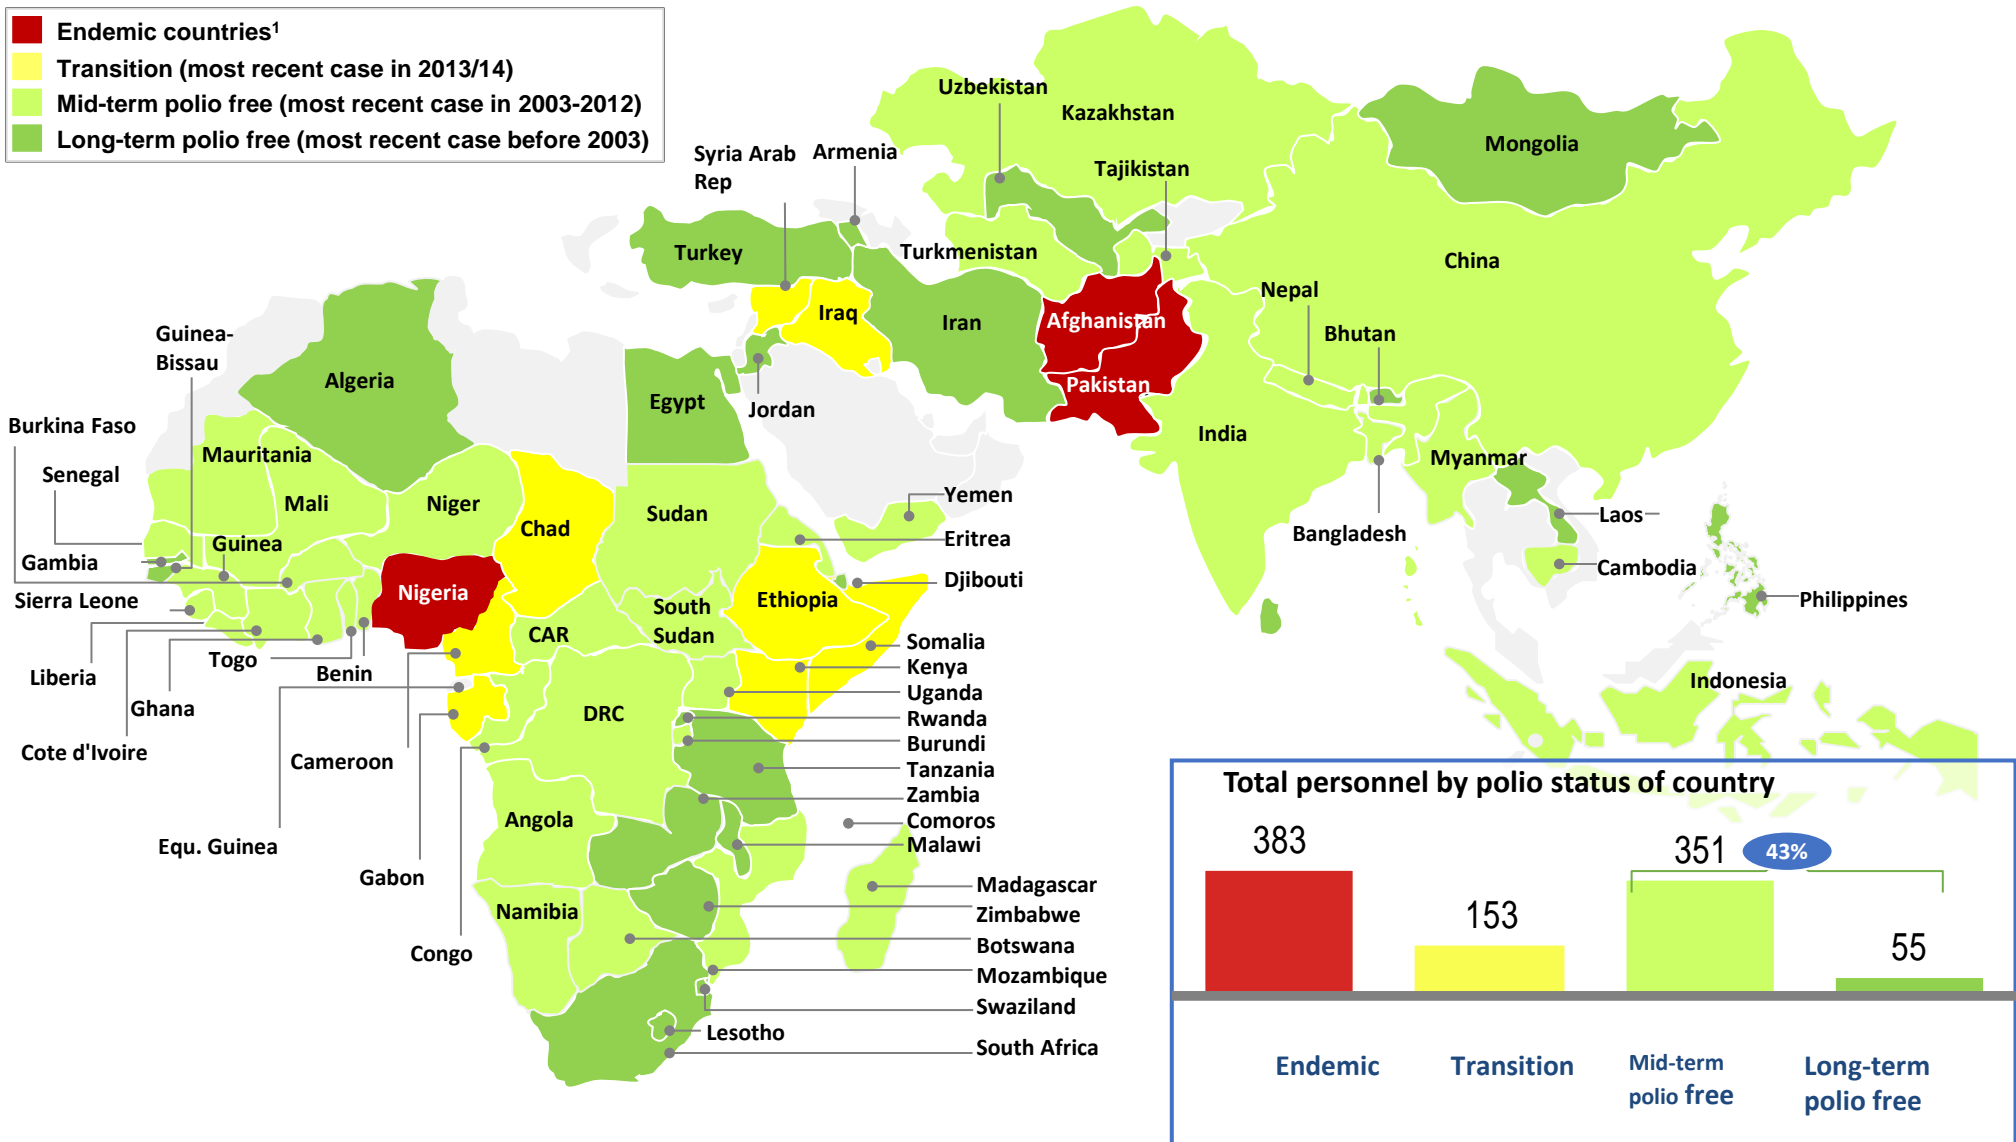 Endemic countries¹
Transition (most recent case in 2013/14)
Mid-term polio free (most recent case in 2003-2012)
Long-term polio free (most recent case before 2003)
Uzbekistan
Kazakhstan
Mongolia
Syria Arab
Rep
Armenia
Tajikistan
Turkey
Turkmenistan
China
Nepal
Guinea-
Bissau
Iraq
Iran
Afghanistan
Bhutan
Algeria
Pakistan
Egypt
Jordan
Burkina Faso
India
Mauritania
Myanmar
Senegal
Mali
Niger
Yemen
Chad
Sudan
Laos
Bangladesh
Guinea
Eritrea
Gambia
Cambodia
Djibouti
Nigeria
Ethiopia
Sierra Leone
South
Sudan
Philippines
CAR
Somalia
Togo
Kenya
Liberia
Benin
Uganda
Indonesia
Ghana
DRC
Rwanda
Burundi
Cote d'Ivoire
Cameroon
Tanzania
Zambia
Angola
Comoros
Equ. Guinea
Malawi
Gabon
Madagascar
Namibia
Zimbabwe
Congo
Botswana
Mozambique
Swaziland
Lesotho
South Africa
Total personnel by polio status of country
383
351
43%
153
55
Endemic
Transition
Mid-term
polio free
Long-term
polio free